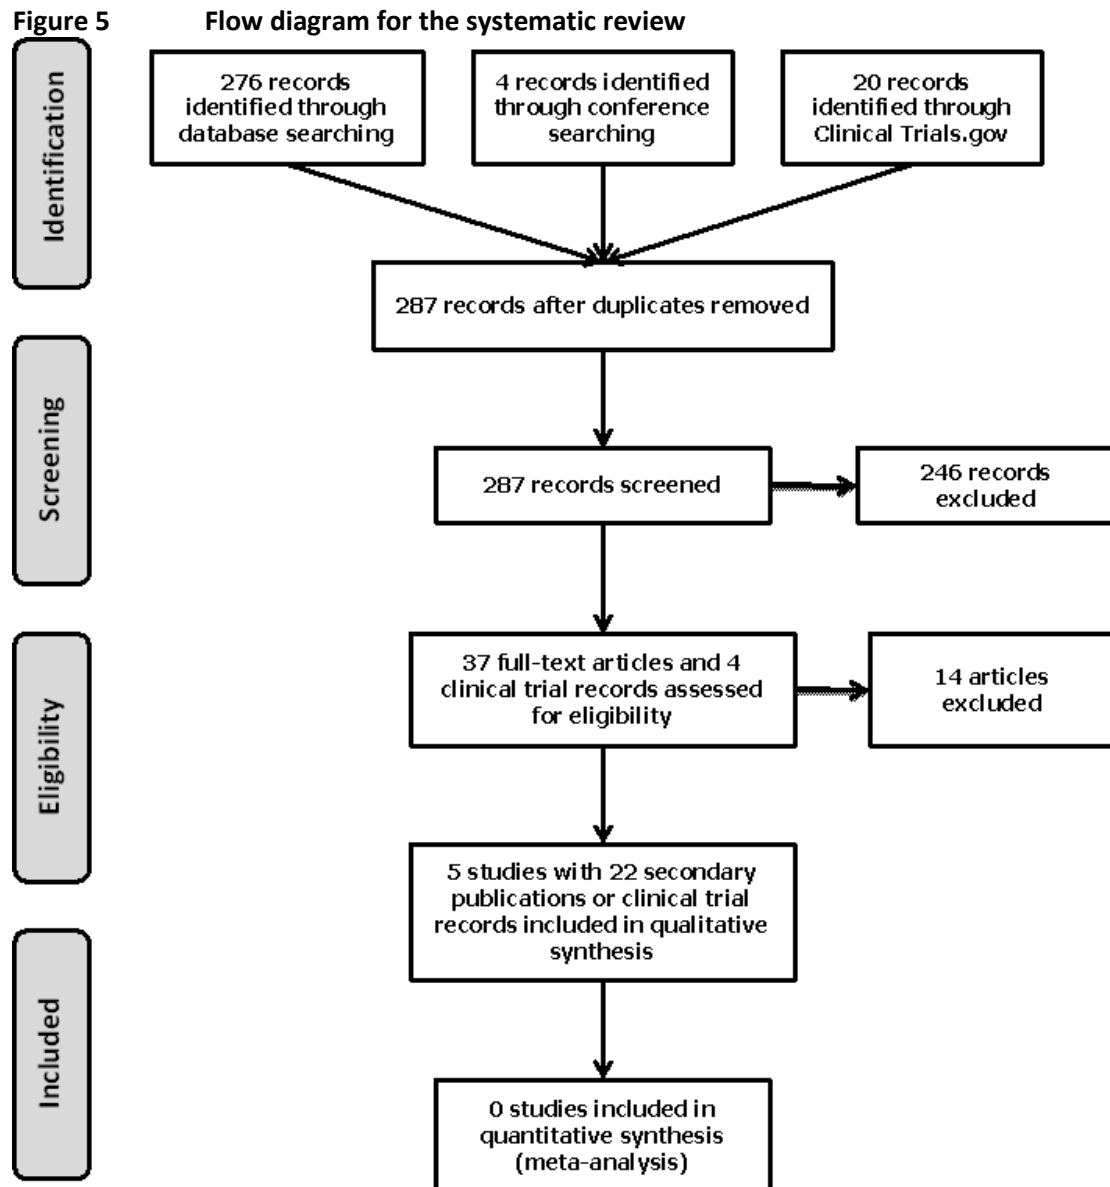 Figure 5 Flow diagram for the systematic review
Identification
276 records
identified through
database searching
4 records identified
through conference
searching
20 records
identified through
Clinical Trials.gov
287 records after duplicates removed
Screening
287 records screened
246 records
excluded
Eligibility
37 full-text articles and 4
clinical trial records assessed
for eligibility
14 articles
excluded
5 studies with 22 secondary
publications or clinical trial
records included in qualitative
synthesis
Included
0 studies included in
quantitative synthesis
(meta-analysis)